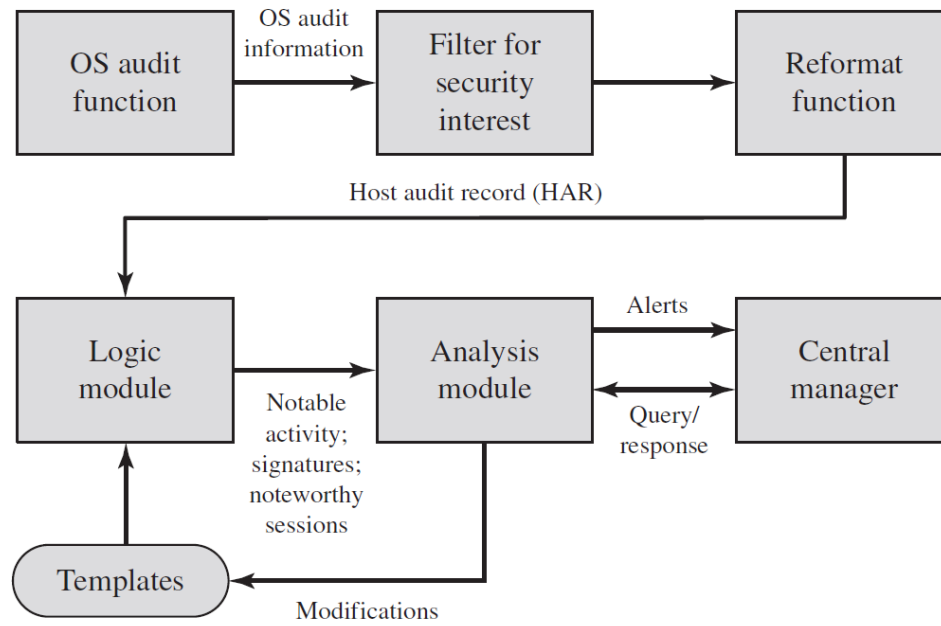 OS audit
function
OS audit
information
Filter for
security
interest
Reformat
function
Host audit record (HAR)
Logic
module
Notable
activity;
signatures;
noteworthy
sessions
Analysis
module
Alerts
Query/
response
Central
manager
Templates
Modifications